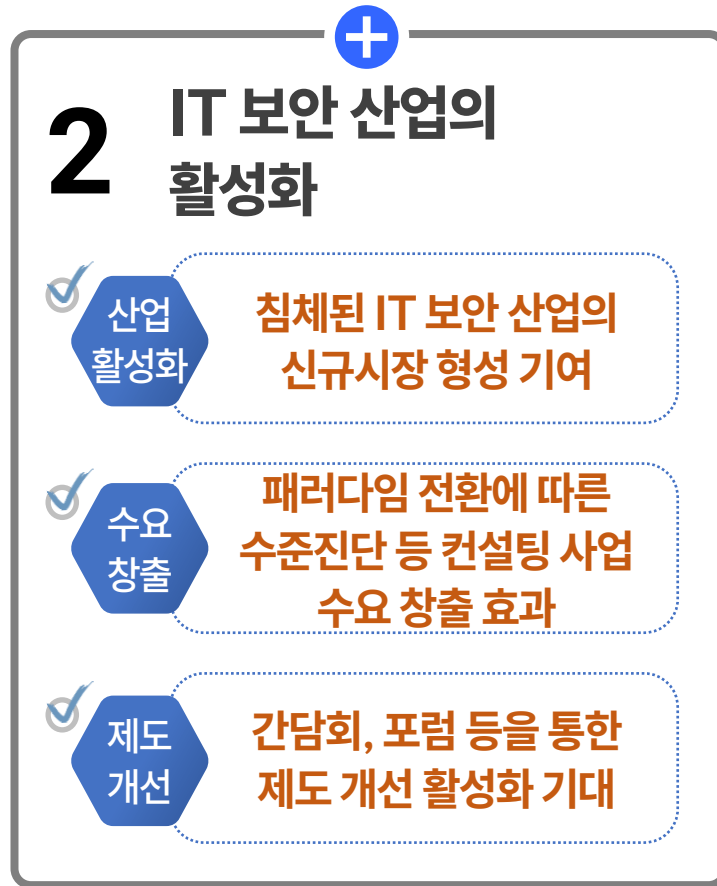 2
IT 보안 산업의
활성화
산업
활성화
침체된 IT 보안 산업의
신규시장 형성 기여
수요
창출
패러다임 전환에 따른
수준진단 등 컨설팅 사업
수요 창출 효과
제도
개선
간담회, 포럼 등을 통한
제도 개선 활성화 기대